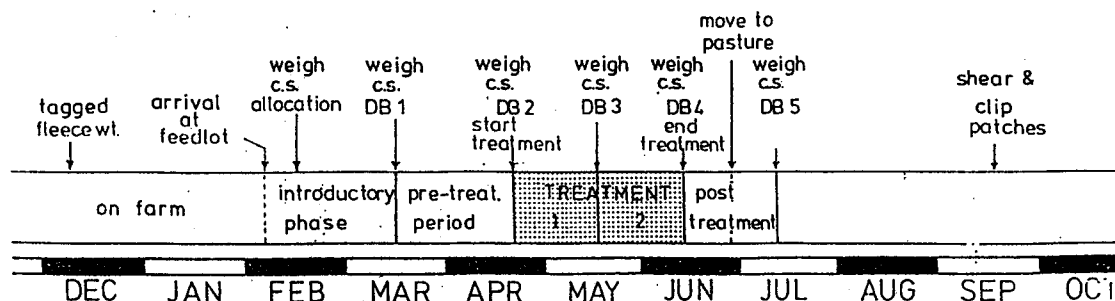 move to
pasture
weigh
c.s.
allocation
weigh
c.s.
DB 1
weigh
c.s.
DB 2
start
treatment
weigh
c.s.
DB 3
weigh
c.s.
DB4
end
treatment
weigh
c.s.
DB 5
tagged
fleece wt.
arrival
at
feedlot
shear &
clip
patches
on farm
introductory
phase
pre-treat.
period
TREATMENT
1 2
post
treatment
DEC JAN FEB MAR APR MAY JUN JUL AUG SEP OCT